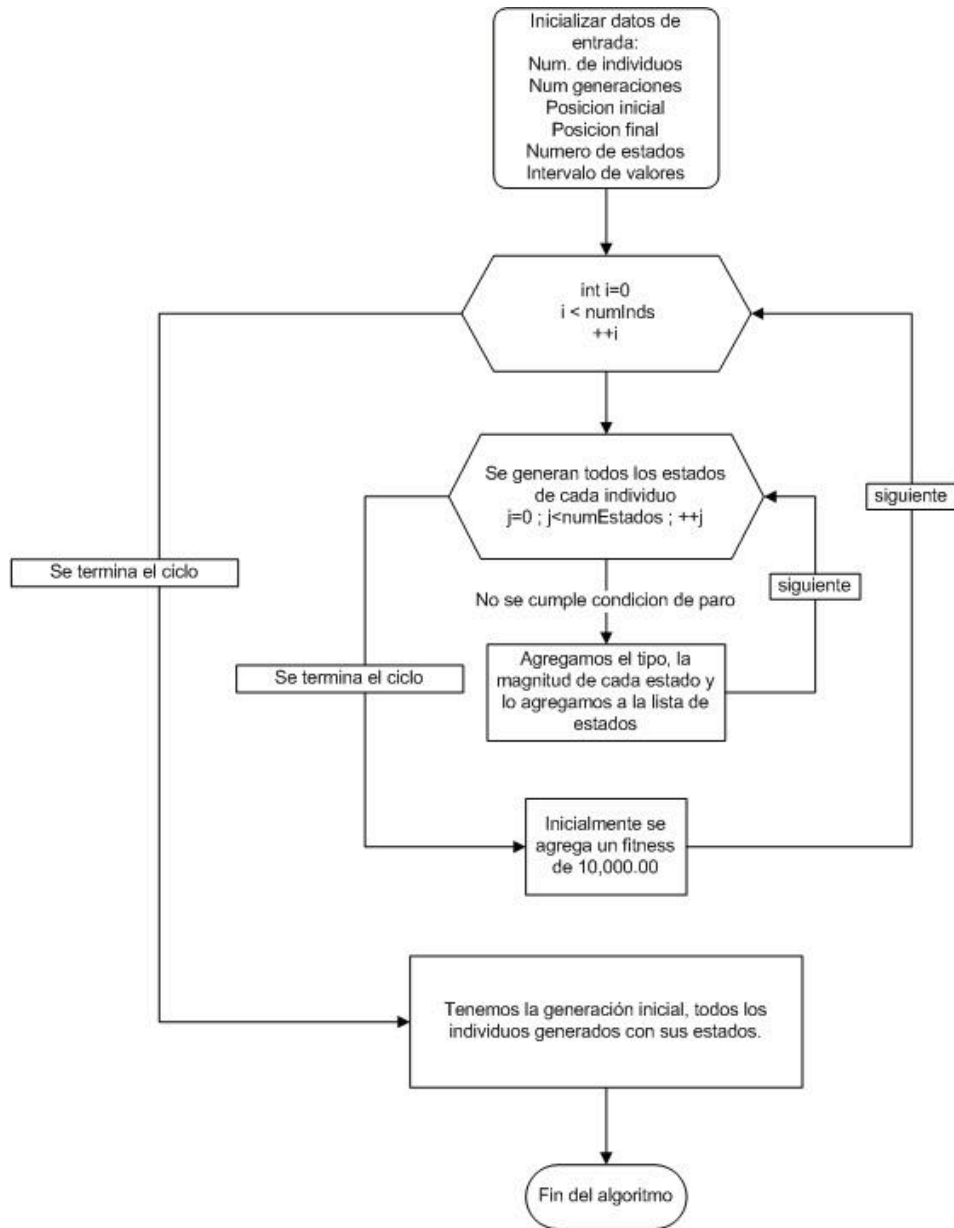 Inicializar datos de
entrada:
Num. de individuos
Num generaciones
Posicion inicial
Posicion final
Numero de estados
Intervalo de valores
int i=0
i < numInds
++i
Se generan todos los estados
de cada individuo
j=0 ; j<numEstados ; ++j
siguiente
Se termina el ciclo
siguiente
No se cumple condicion de paro
Se termina el ciclo
Agregamos el tipo, la
magnitud de cada estado y
lo agregamos a la lista de
estados
Inicialmente se
agrega un fitness
de 10,000.00
Tenemos la generación inicial, todos los
individuos generados con sus estados.
Fin del algoritmo